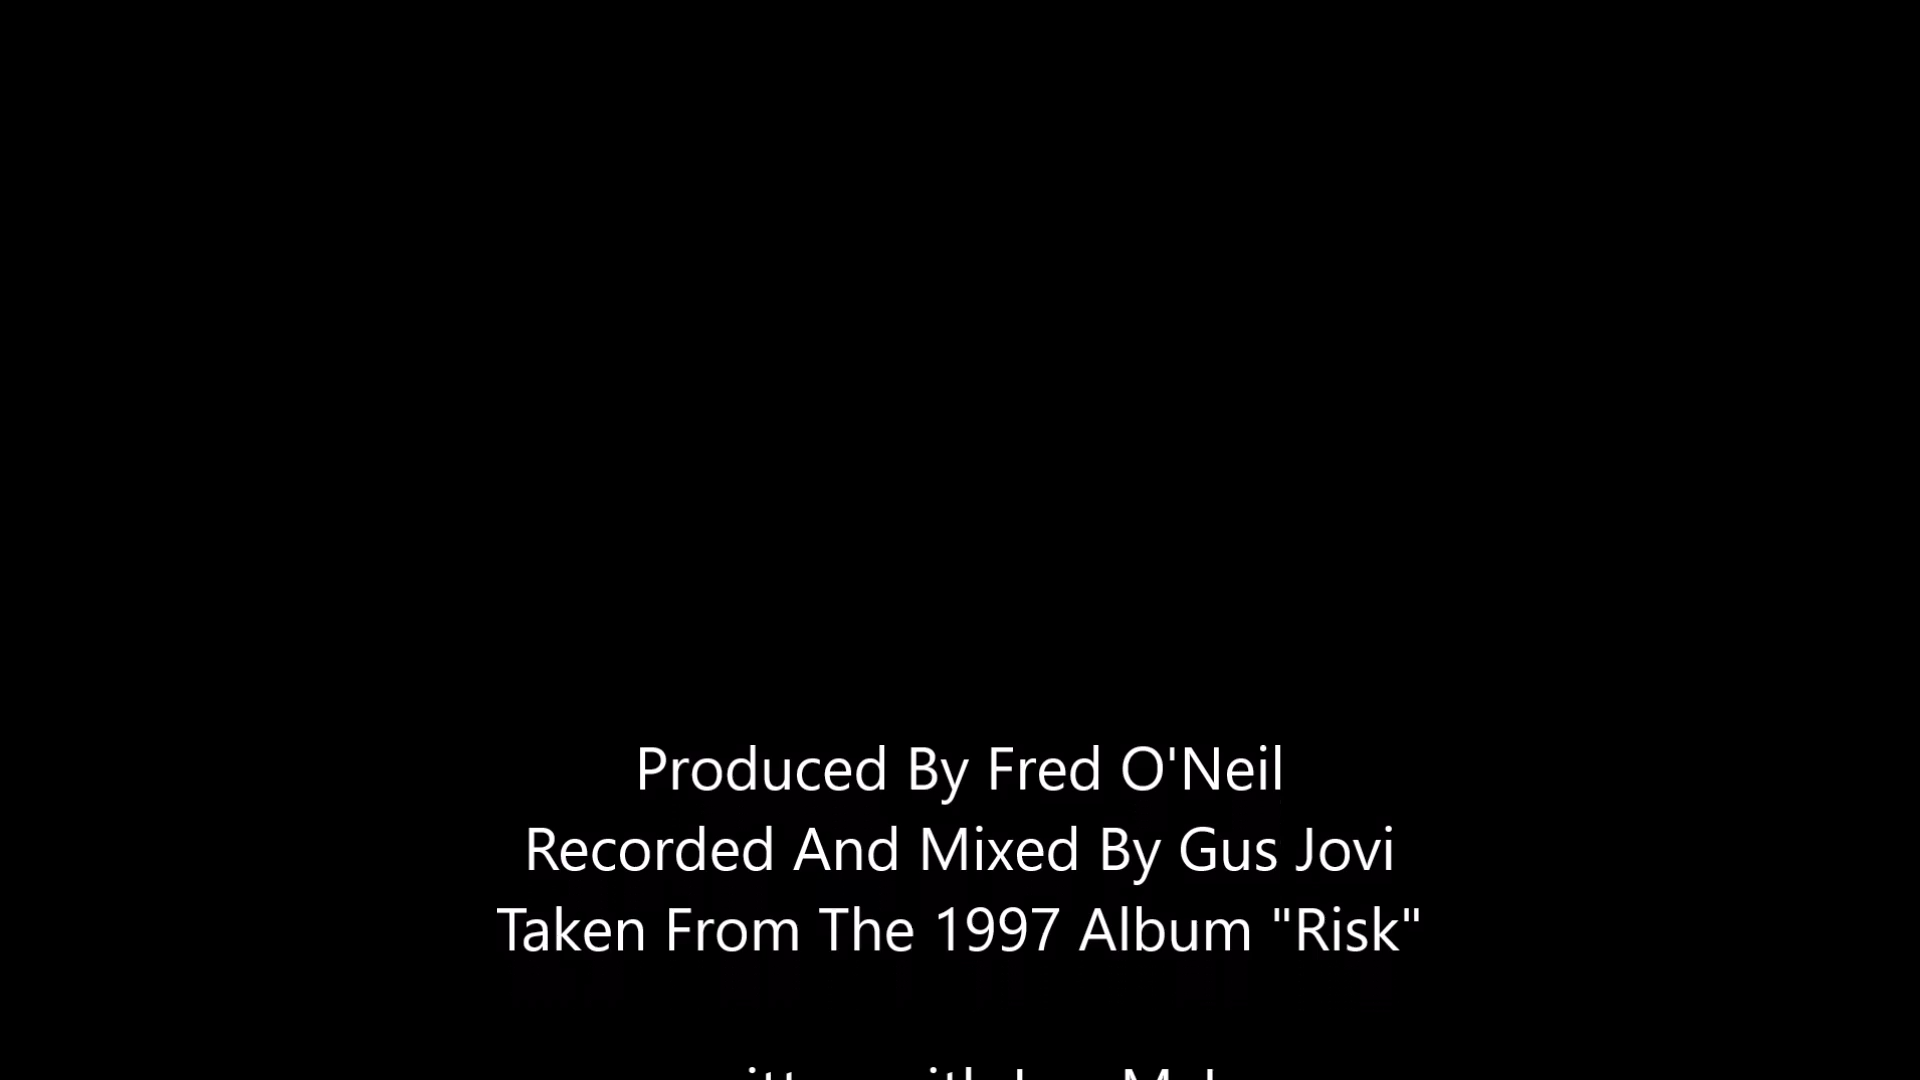 Produced By Fred O'Neil
Recorded And Mixed By Gus Jovi
Taken From The 1997 Album "Risk"